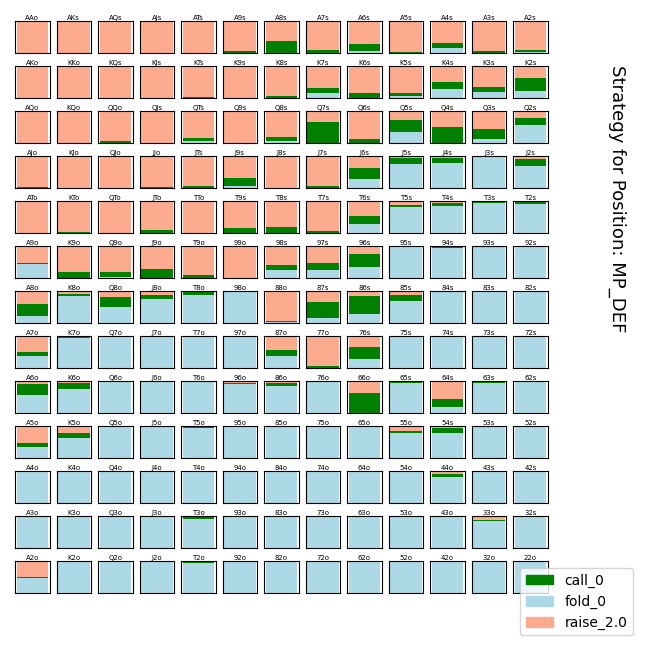 AAo AKs AQs AJs ATs A9s A8s A7s A6s A5s A4s A3s A2s
AKo KKo KQs KJs KTs K9s K8s K7s K6s K5s K4s K3s K2s
AQo KQo QQo QJs QTs Q9s Q8s Q7s Q6s Q5s Q4s Q3s Q2s
AJo KJo QJo JJo JTs J9s J8s J7s J6s J5s J4s J3s J2s
ATo KTo QTo JTo TTo T9s T8s T7s T6s T5s T4s T3s T2s
A9o K9o Q9o J9o T9o 99o 98s 97s 96s 95s 94s 93s 92s
A8o K8o Q8o J8o T8o 98o 88o 87s 86s 85s 84s 83s 82s
A7o K7o Q7o J7o T7o 97o 87o 77o 76s 75s 74s 73s 72s
A6o K6o Q6o J6o T6o 96o 86o 76o 66o 65s 64s 63s 62s
A5o K5o Q5o J5o T5o 95o 85o 75o 65o 55o 54s 53s 52s
A4o K4o Q4o J4o T4o 94o 84o 74o 64o 54o 44o 43s 42s
A3o K3o Q3o J3o T3o 93o 83o 73o 63o 53o 43o 33o 32s
A2o K2o Q2o J2o T2o 92o 82o 72o 62o 52o 42o 32o 22o
Strategy for Position: MP_DEF
call_0
fold_0
raise_2.0